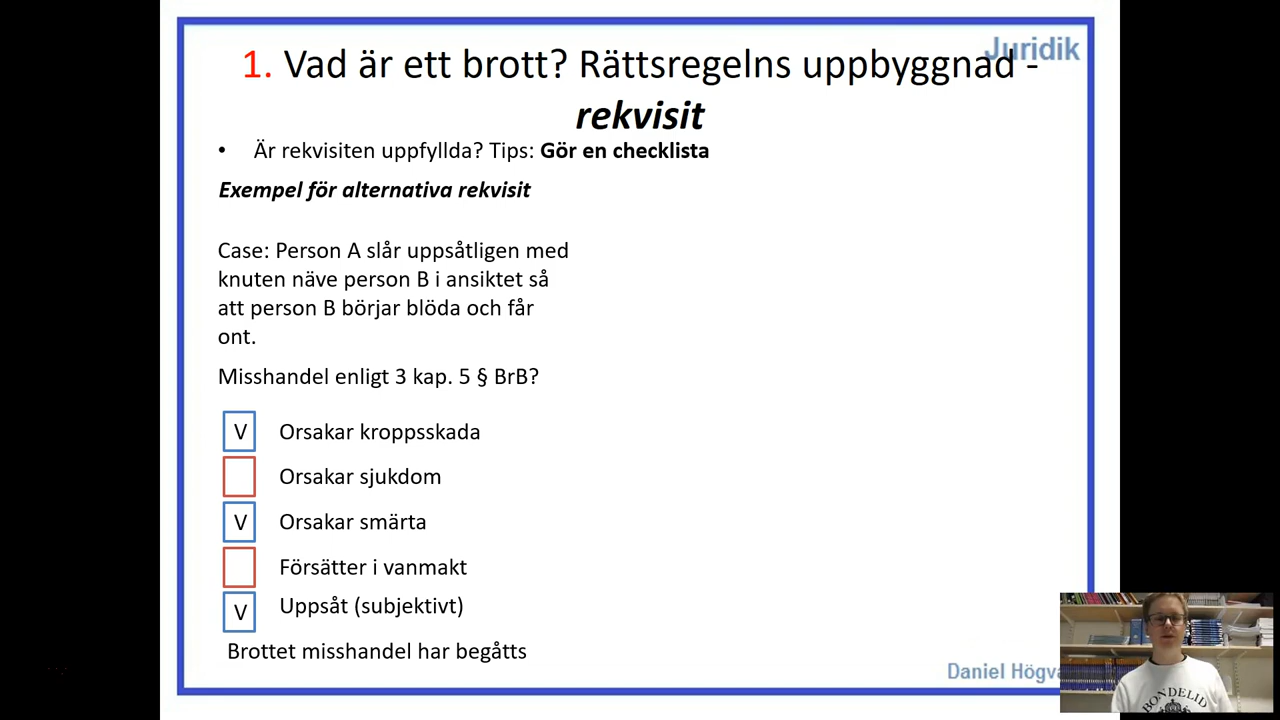 Juridik
1. Vad är ett brott? Rättsregelns uppbyggnad -
rekvisit
• Är rekvisiten uppfyllda? Tips: Gör en checklista
Exempel för alternativa rekvisit
Case: Person A slår uppsåtligen med
knuten näve person B i ansiktet så
att person B börjar blöda och får
ont.
Misshandel enligt 3 kap. 5 § BrB?
V Orsakar kroppsskada
Orsakar sjukdom
V Orsakar smärta
Försätter i vanmakt
V Uppsåt (subjektivt)
Brottet misshandel har begåtts
Daniel
BONDELID